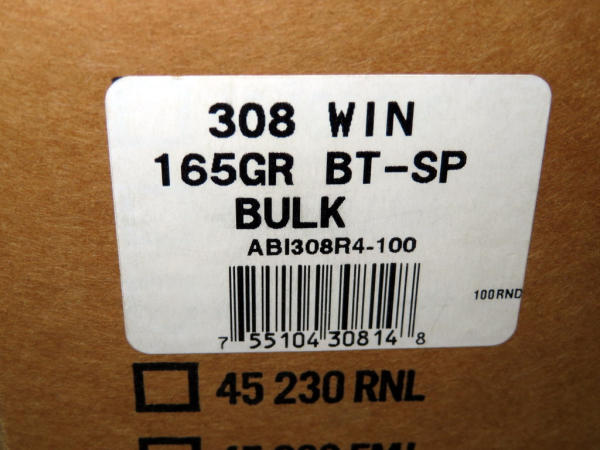 308 WIN
165GR BT-SP
BULK
ABI308R4-100
100RND
7 55104 30814 8
45 230 RNL